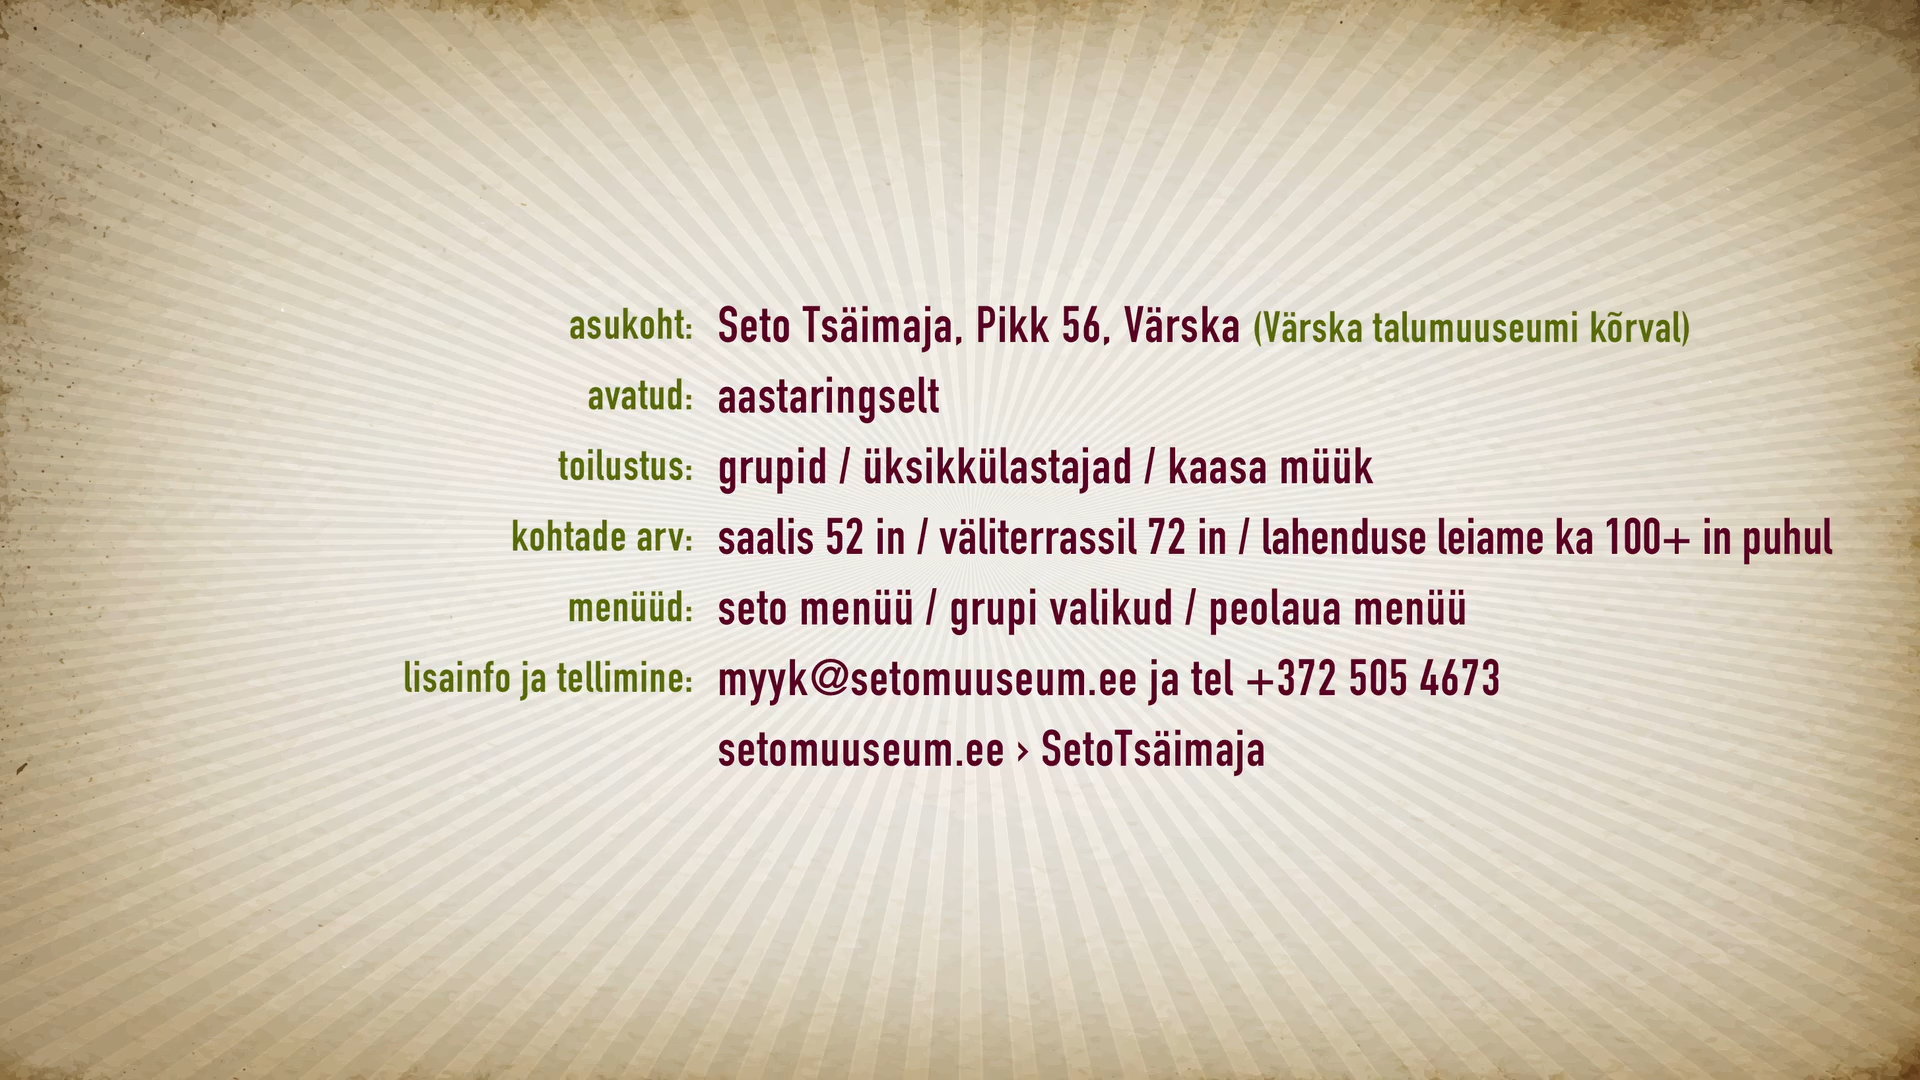 asukoht: Seto Tsäimaja, Pikk 56, Värska (Värska talumuuseumi kõrval)
avatud: aastaringselt
toilustus: grupid / üksikkülastajad / kaasa müük
kohtade arv: saalis 52 in / väliterrassil 72 in / lahenduse leiame ka 100+ in puhul
menüüd: seto menüü / grupi valikud / peolaua menüü
lisainfo ja tellimine: myyk@setomuuseum.ee ja tel +372 505 4673
setomuuseum.ee › SetoTsäimaja